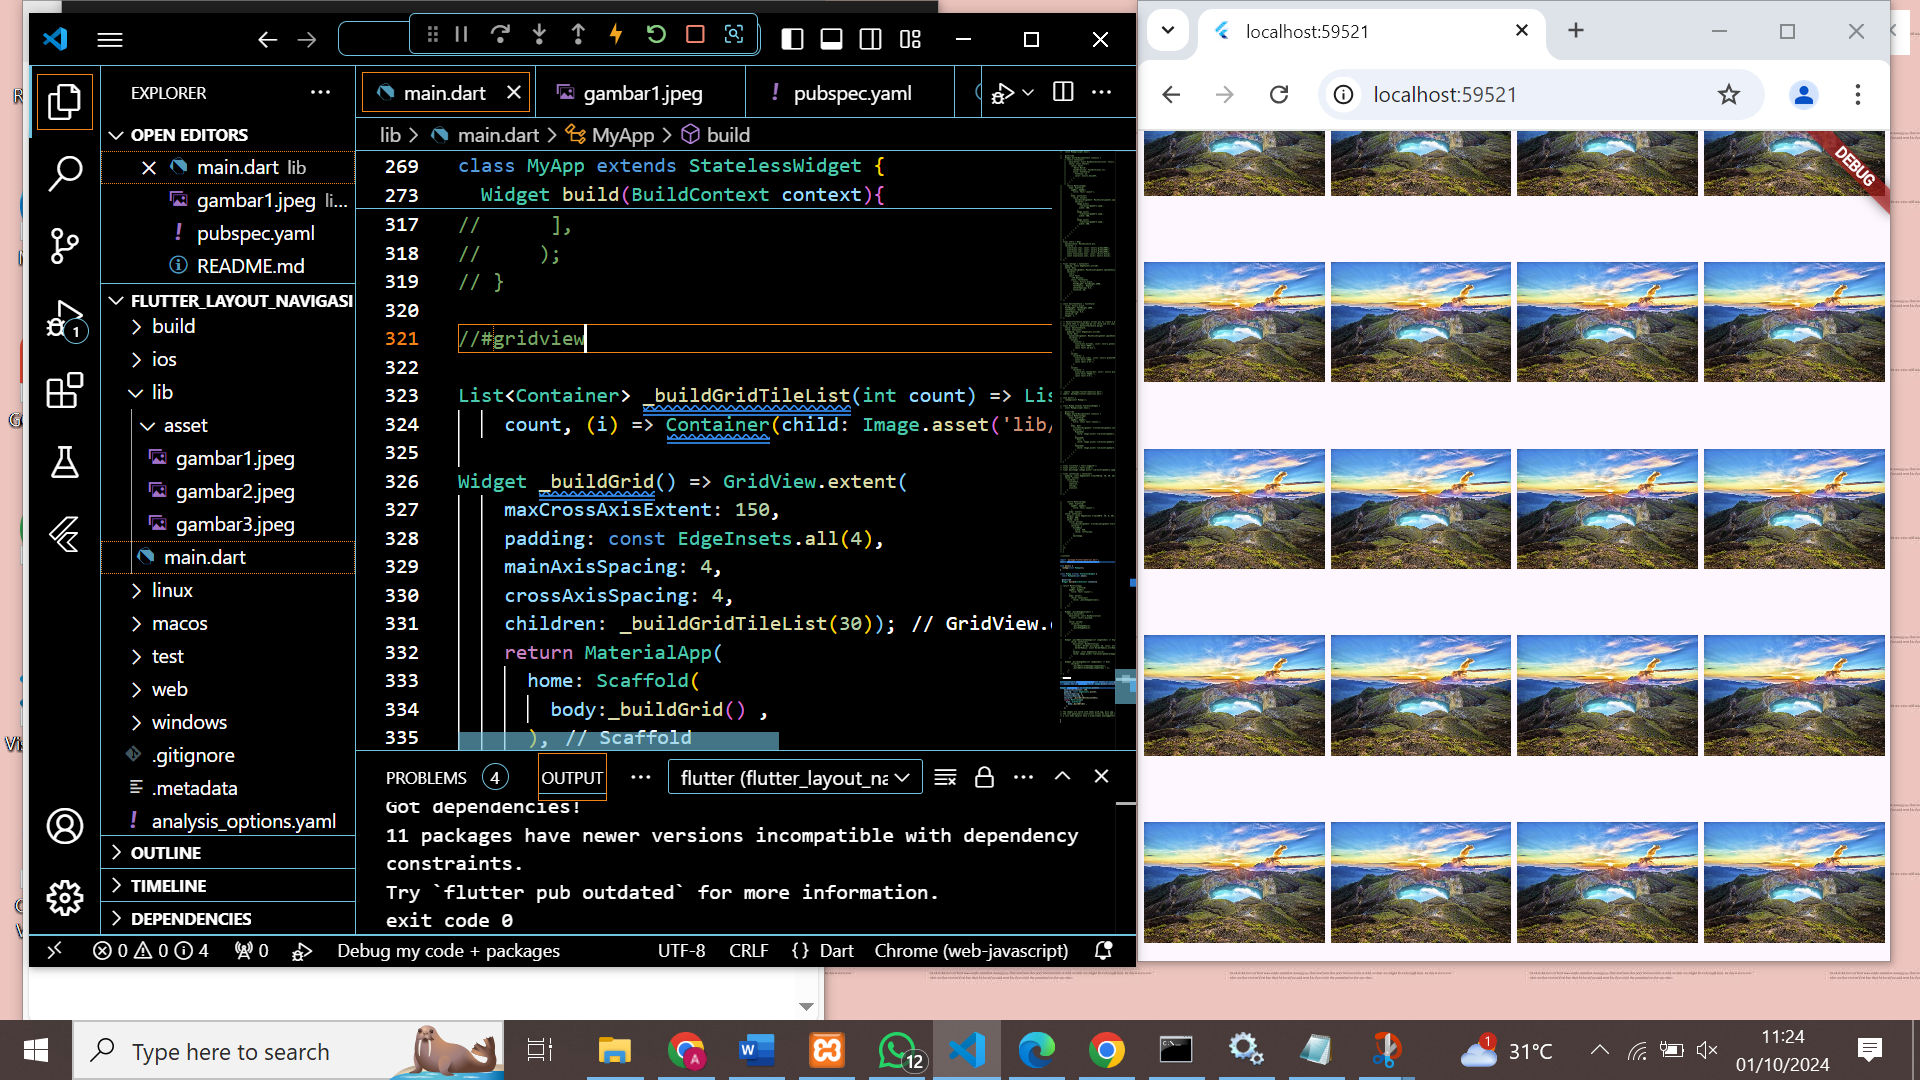 EXPLORER
OPEN EDITORS
main.dart lib
gambar1.jpeg li...
pubspec.yaml
README.md
FLUTTER_LAYOUT_NAVIGASI
build
ios
lib
asset
gambar1.jpeg
gambar2.jpeg
gambar3.jpeg
main.dart
linux
macos
test
web
windows
.gitignore
.metadata
analysis_options.yaml
OUTLINE
TIMELINE
DEPENDENCIES
1
main.dart
gambar1.jpeg
! pubspec.yaml
lib > main.dart > MyApp > build
269 class MyApp extends StatelessWidget {
273 Widget build(BuildContext context){
317 // ],
318 // );
319 // }
320
321 //#gridview
322
323 List<Container> _buildGridTileList(int count) => Lis
324 count, (i) => Container(child: Image.asset('lib/
325
326 Widget _buildGrid() => GridView.extent(
327 maxCrossAxisExtent: 150,
328 padding: const EdgeInsets.all(4),
329 mainAxisSpacing: 4,
330 crossAxisSpacing: 4,
331 children: _buildGridTileList(30)); // GridView.
332 return MaterialApp(
333 home: Scaffold(
334 body:_buildGrid() ,
335 ), // Scaffold
PROBLEMS 4 OUTPUT ... flutter (flutter_layout_na
Got dependencies!
11 packages have newer versions incompatible with dependency
constraints.
Try `flutter pub outdated` for more information.
exit code 0
0 0 4 0 Debug my code + packages UTF-8 CRLF {} Dart Chrome (web-javascript)
localhost:59521
localhost:59521
DEBUG
Type here to search
12
1
31°C
11:24
01/10/2024